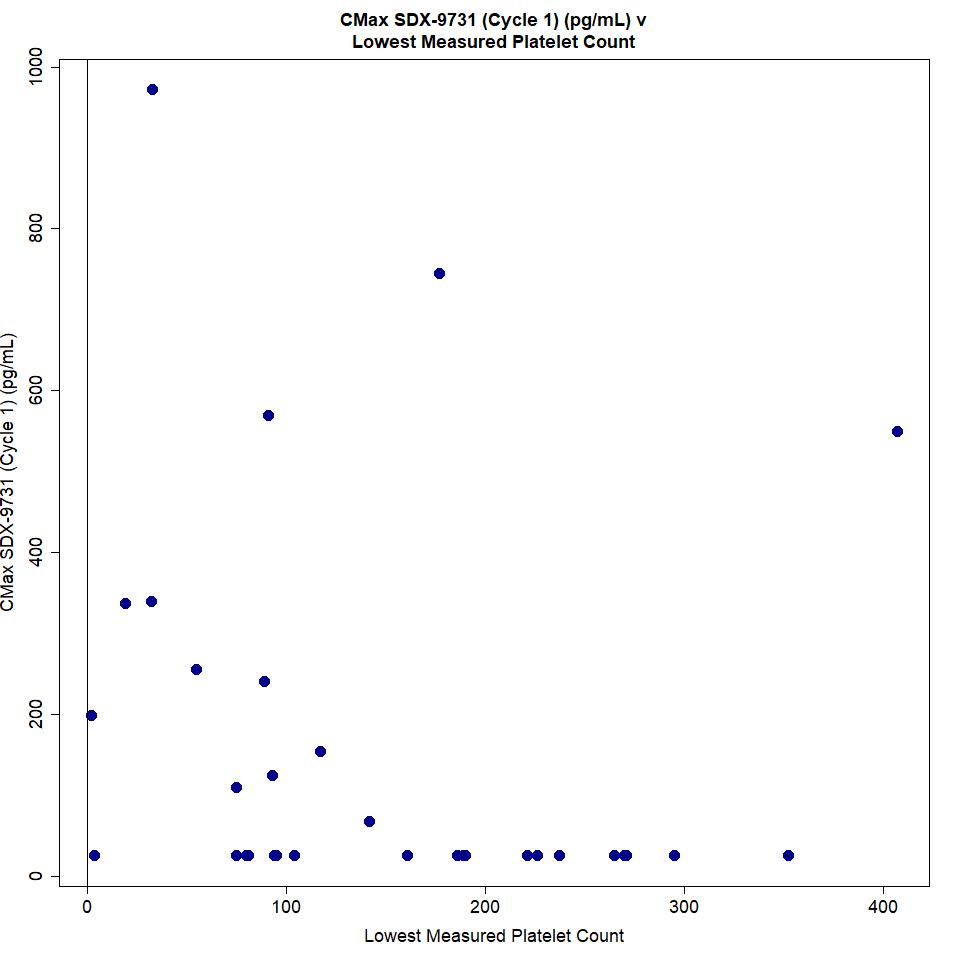 CMax SDX-9731 (Cycle 1) (pg/mL) v
Lowest Measured Platelet Count
1000
800
600
400
200
0
CMax SDX-9731 (Cycle 1) (pg/mL)
0 100 200 300 400
Lowest Measured Platelet Count